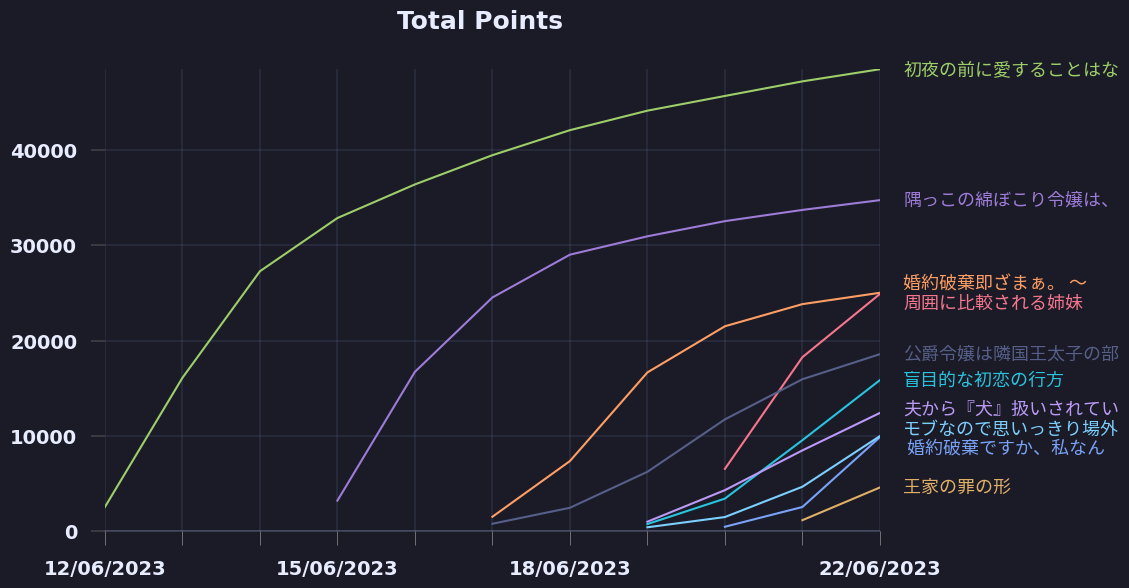 Total Points
初夜の前に愛することはな
40000
隅っこの綿ぼこり令嬢は、
30000
婚約破棄即ざまぁ。 ～
周囲に比較される姉妹
20000
公爵令嬢は隣国王太子の部
盲目的な初恋の行方
夫から『犬』扱いされてい
モブなので思いっきり場外
10000
婚約破棄ですか、私なん
王家の罪の形
0
12/06/2023
15/06/2023
18/06/2023
22/06/2023